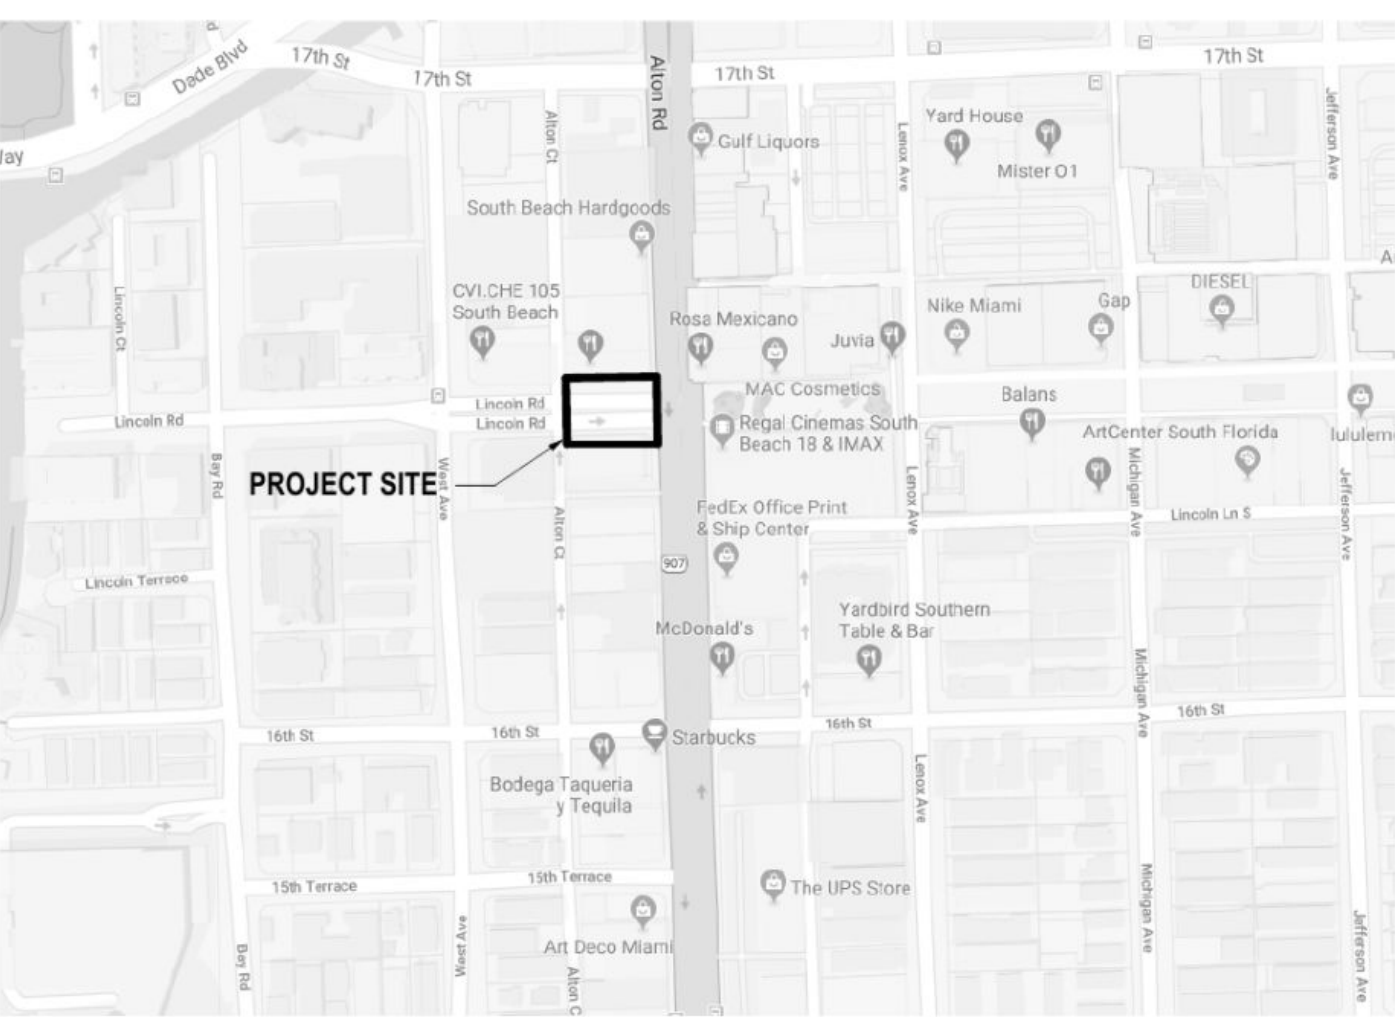 Rd
Dade Blvd
17th St
17th St
Alton Rd
17th St
17th St
Way
Alton Ct
Gulf Liquors
Lenox Ave
Yard House
Mister O1
Jefferson Ave
South Beach Hardgoods
Lincoln Ct
CVI.CHE 105
South Beach
Rosa Mexicano
Juvia
Nike Miami
Gap
DIESEL
MAC Cosmetics
Balans
Lincoln Rd
Lincoln Rd
Lincoln Rd
Regal Cinemas South
Beach 18 & IMAX
ArtCenter South Florida
lululem
PROJECT SITE
Bay Rd
West Ave
Lenox Ave
Michigan Ave
Jefferson Ave
FedEx Office Print
& Ship Center
Lincoln Ln S
Alton Ct
907
Lincoln Terrace
McDonald's
Yardbird Southern
Table & Bar
Michigan Ave
16th St
16th St
Starbucks
16th St
16th St
Bodega Taqueria
y Tequila
Lenox Ave
15th Terrace
15th Terrace
The UPS Store
Michigan Ave
Art Deco Miami
Bay Rd
West Ave
Alton C
Jefferson Ave